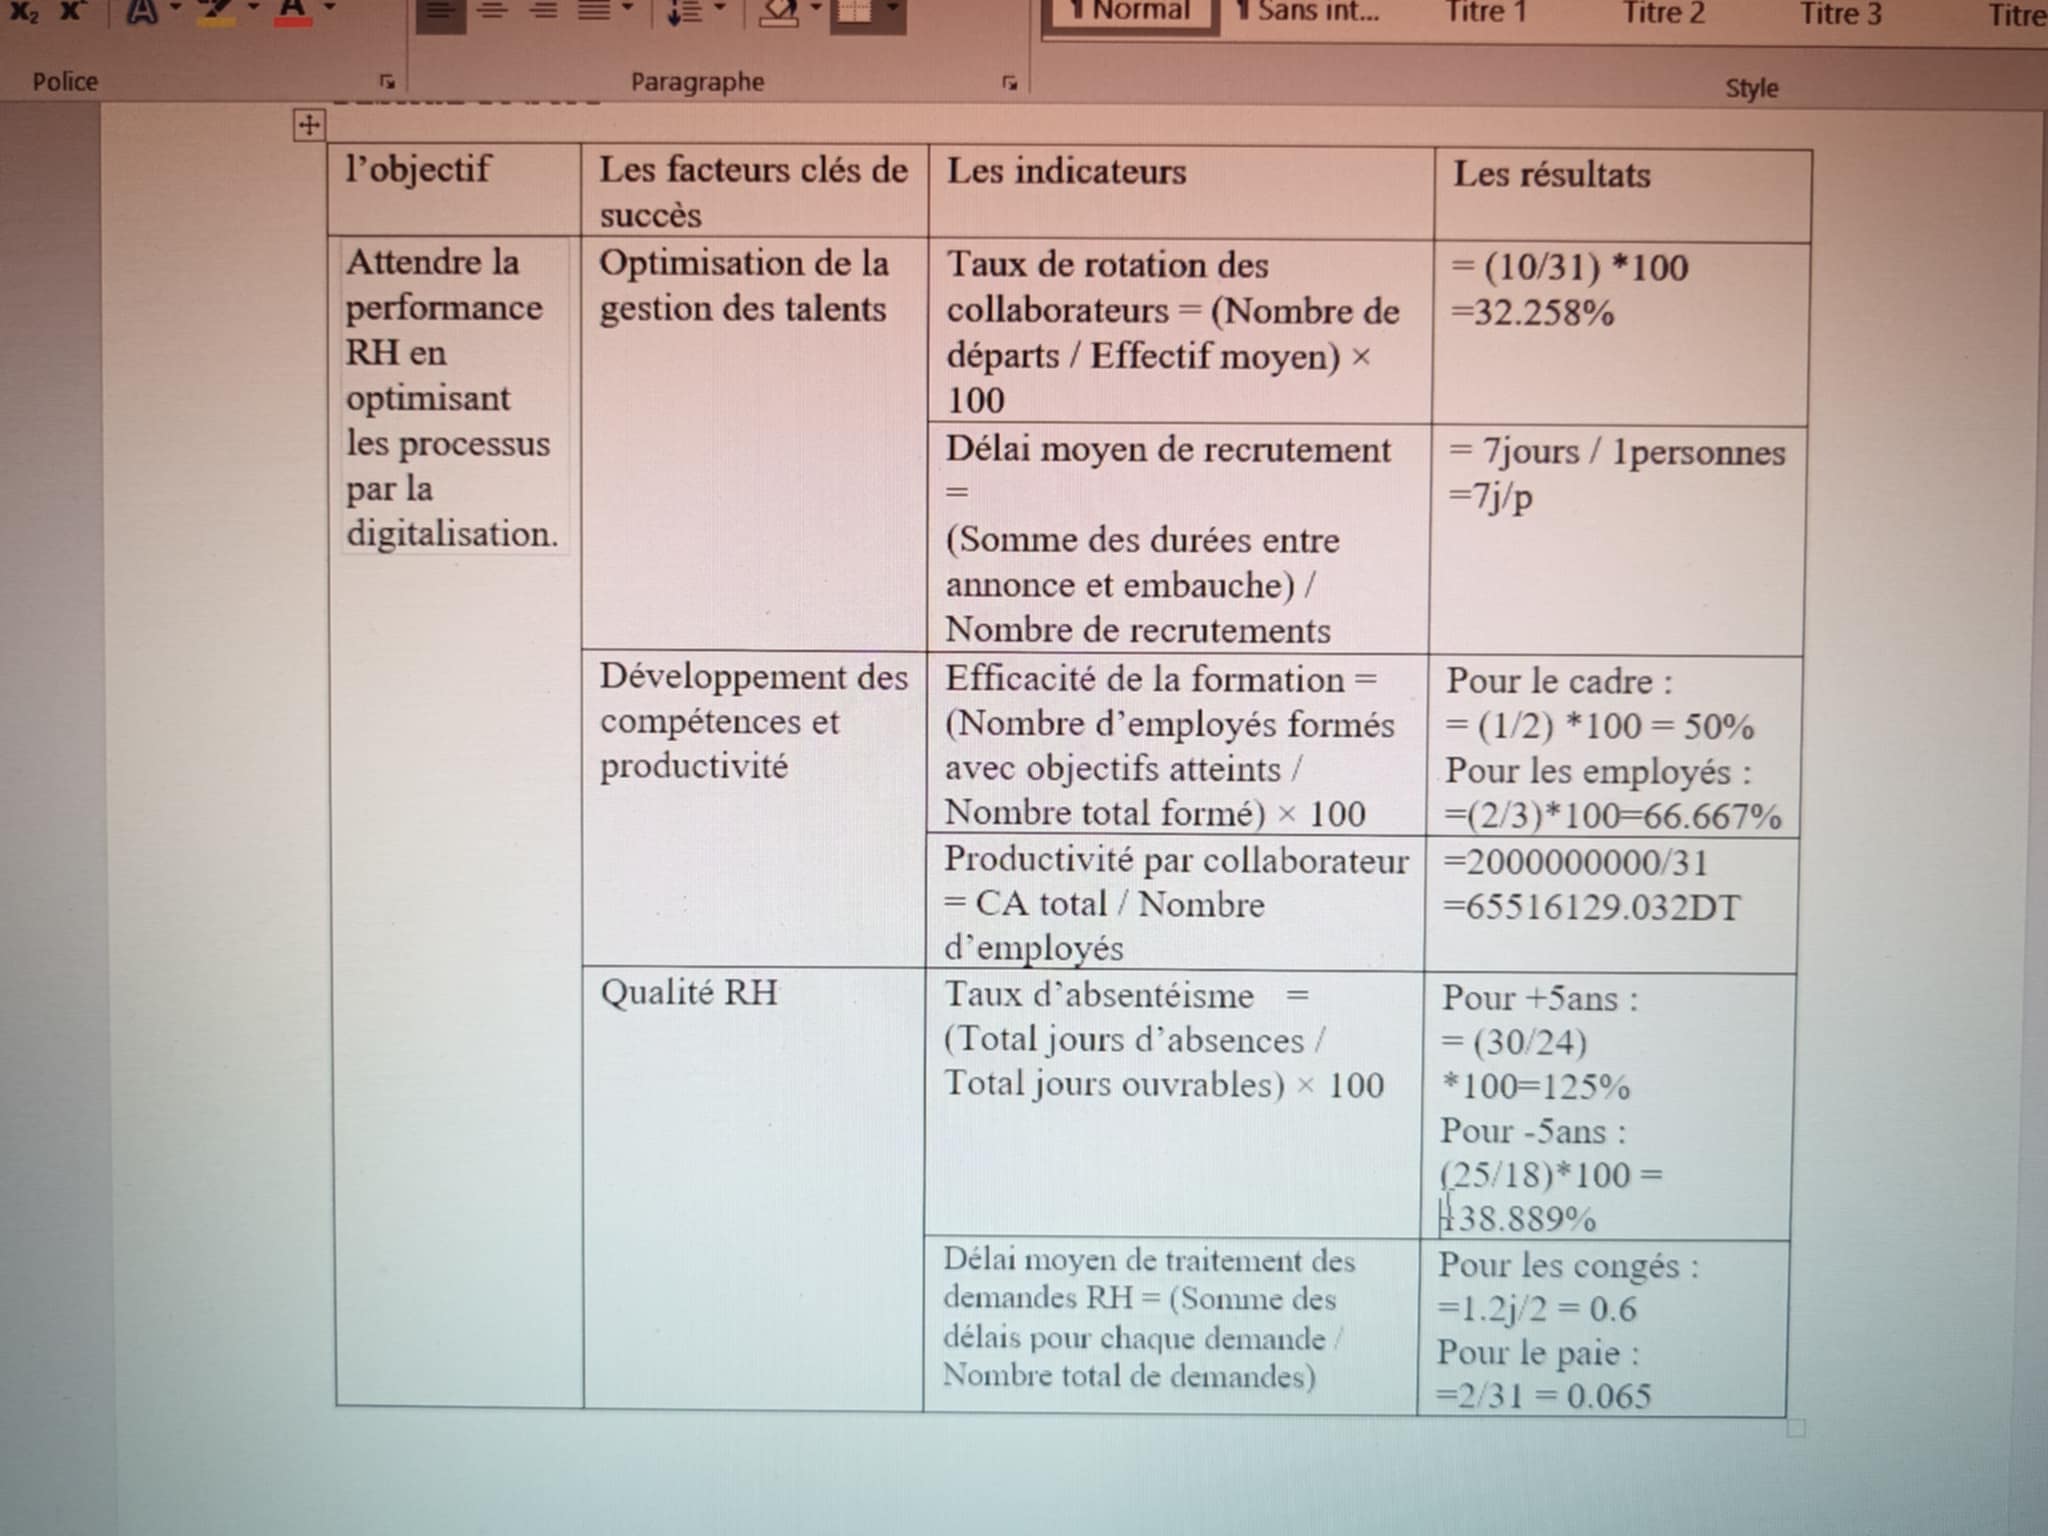 Normal
Sans int...
Titre 1
Titre 2
Titre 3
Titre
Police
Paragraphe
Style
l'objectif
Les facteurs clés de
succès
Les indicateurs
Les résultats
Attendre la
performance
RH en
optimisant
les processus
par la
digitalisation.
Optimisation de la
gestion des talents
Taux de rotation des
collaborateurs = (Nombre de
départs / Effectif moyen) ×
100
= (10/31) *100
=32.258%
Délai moyen de recrutement
=
(Somme des durées entre
annonce et embauche) /
Nombre de recrutements
= 7jours / 1personnes
=7j/p
Développement des
compétences et
productivité
Efficacité de la formation =
(Nombre d'employés formés
avec objectifs atteints /
Nombre total formé) × 100
Pour le cadre :
= (1/2) *100 = 50%
Pour les employés :
=(2/3)*100=66.667%
Productivité par collaborateur
= CA total / Nombre
d'employés
=2000000000/31
=65516129.032DT
Qualité RH
Taux d'absentéisme =
(Total jours d'absences /
Total jours ouvrables) × 100
Pour +5ans :
= (30/24)
*100=125%
Pour -5ans :
(25/18)*100 =
138.889%
Délai moyen de traitement des
demandes RH = (Somme des
délais pour chaque demande /
Nombre total de demandes)
Pour les congés :
=1.2j/2 = 0.6
Pour le paie :
=2/31 = 0.065